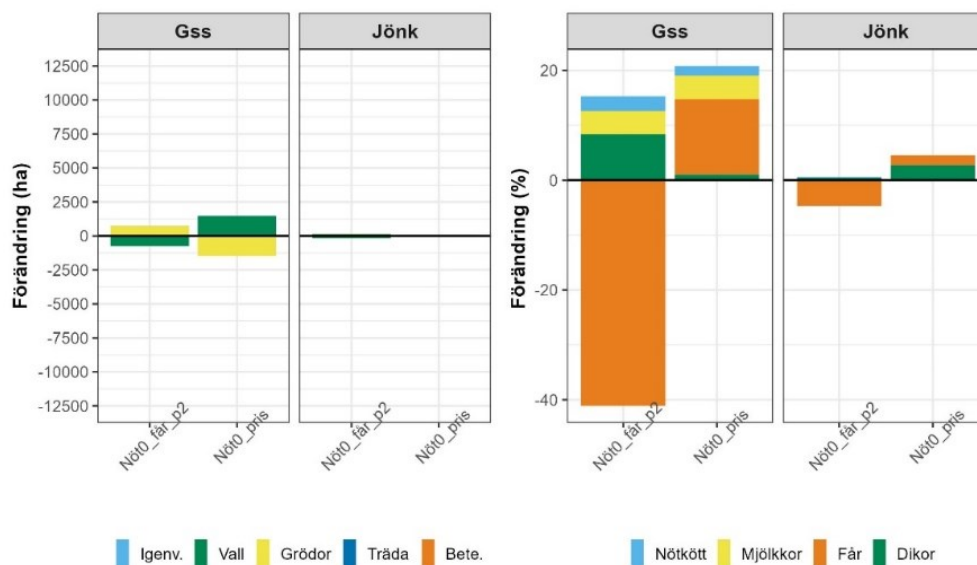 Gss Jönk
Förändring (ha)
12500
10000
7500
5000
2500
0
-2500
-5000
-7500
-10000
-12500
Nöt0_får_p2 Nöt0_pris Nöt0_får_p2 Nöt0_pris
Igenv. Vall Grödor Träda Bete.
Gss Jönk
Förändring (%)
20
0
-20
-40
Nöt0_får_p2 Nöt0_pris Nöt0_får_p2 Nöt0_pris
Nötkött Mjölkkor Får Dikor